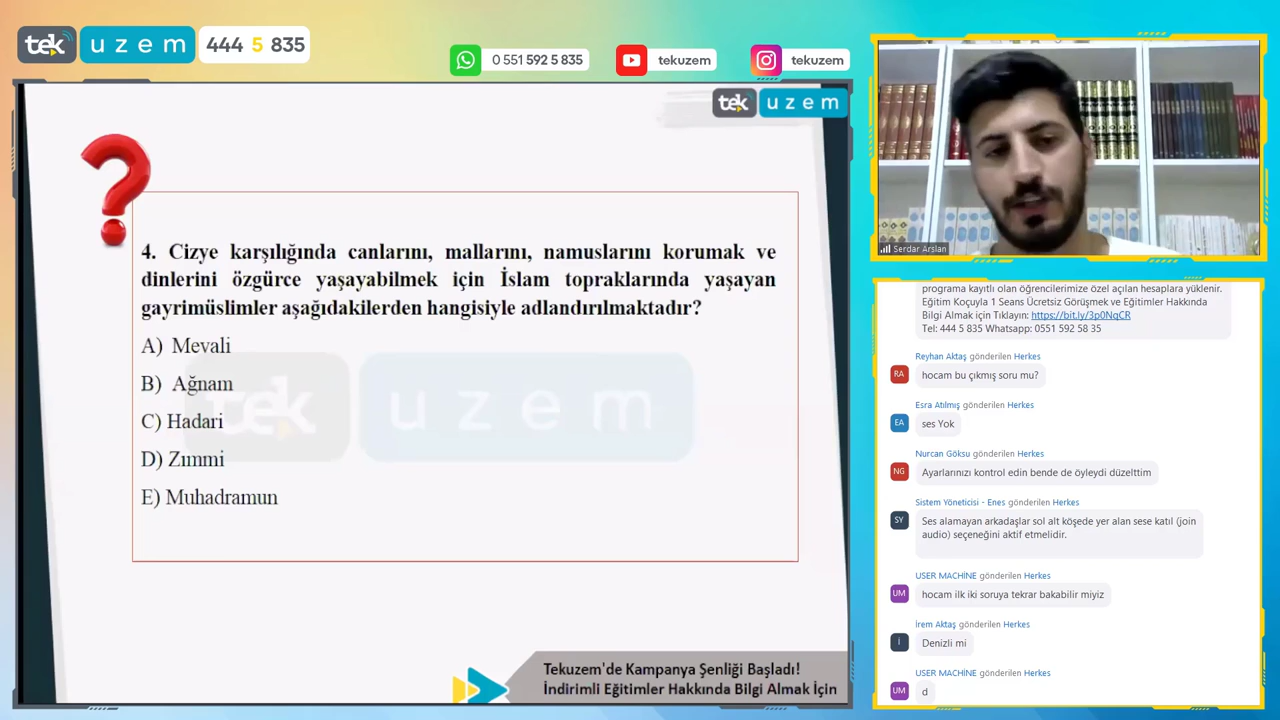 tek uzem 444 5 835
0 551 592 5 835
tekuzem
tekuzem
tek uzem
4. Cizye karşılığında canlarını, mallarını, namuslarını korumak ve
dinlerini özgürce yaşayabilmek için İslam topraklarında yaşayan
gayrimüslimler aşağıdakilerden hangisiyle adlandırılmaktadır?
A) Mevali
B) Ağnam
C) Hadari
D) Zımmi
E) Muhadramun
tek uzem
Tekuzem'de Kampanya Şenliği Başladı!
İndirimli Eğitimler Hakkında Bilgi Almak İçin
Serdar Arslan
programa kayıtlı olan öğrencilerimize özel açılan hesaplara yüklenir.
Eğitim Koçuyla 1 Seans Ücretsiz Görüşmek ve Eğitimler Hakkında
Bilgi Almak için Tıklayın: https://bit.ly/3p0NqCR
Tel: 444 5 835 Whatsapp: 0551 592 58 35
Reyhan Aktaş gönderilen Herkes
RA
hocam bu çıkmış soru mu?
Esra Atılmış gönderilen Herkes
EA
ses Yok
Nurcan Göksu gönderilen Herkes
NG
Ayarlarınızı kontrol edin bende de öyleydi düzelttim
Sistem Yöneticisi - Enes gönderilen Herkes
SY
Ses alamayan arkadaşlar sol alt köşede yer alan sese katıl (join
audio) seçeneğini aktif etmelidir.
USER MACHİNE gönderilen Herkes
UM
hocam ilk iki soruya tekrar bakabilir miyiz
İrem Aktaş gönderilen Herkes
İ
Denizli mi
USER MACHİNE gönderilen Herkes
UM
d